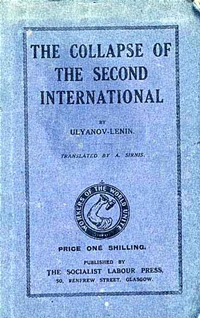 THE COLLAPSE OF
THE SECOND
INTERNATIONAL
BY
ULYANOV-LENIN.
TRANSLATED BY A. SIRNIS.
WORKERS OF THE WORLD UNITE
PRICE ONE SHILLING.
PUBLISHED BY
THE SOCIALIST LABOUR PRESS,
50, RENFREW STREET, GLASGOW.